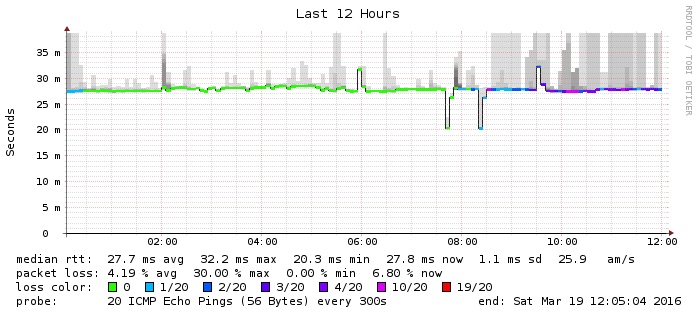 Last 12 Hours
RRDTOOL / TOBI OETIKER
Seconds
35 m
30 m
25 m
20 m
15 m
10 m
5 m
0
02:00 04:00 06:00 08:00 10:00 12:00
median rtt: 27.7 ms avg 32.2 ms max 20.3 ms min 27.8 ms now 1.1 ms sd 25.9 am/s
packet loss: 4.19 % avg 30.00 % max 0.00 % min 6.80 % now
loss color: 0 1/20 2/20 3/20 4/20 10/20 19/20
probe: 20 ICMP Echo Pings (56 Bytes) every 300s end: Sat Mar 19 12:05:04 2016